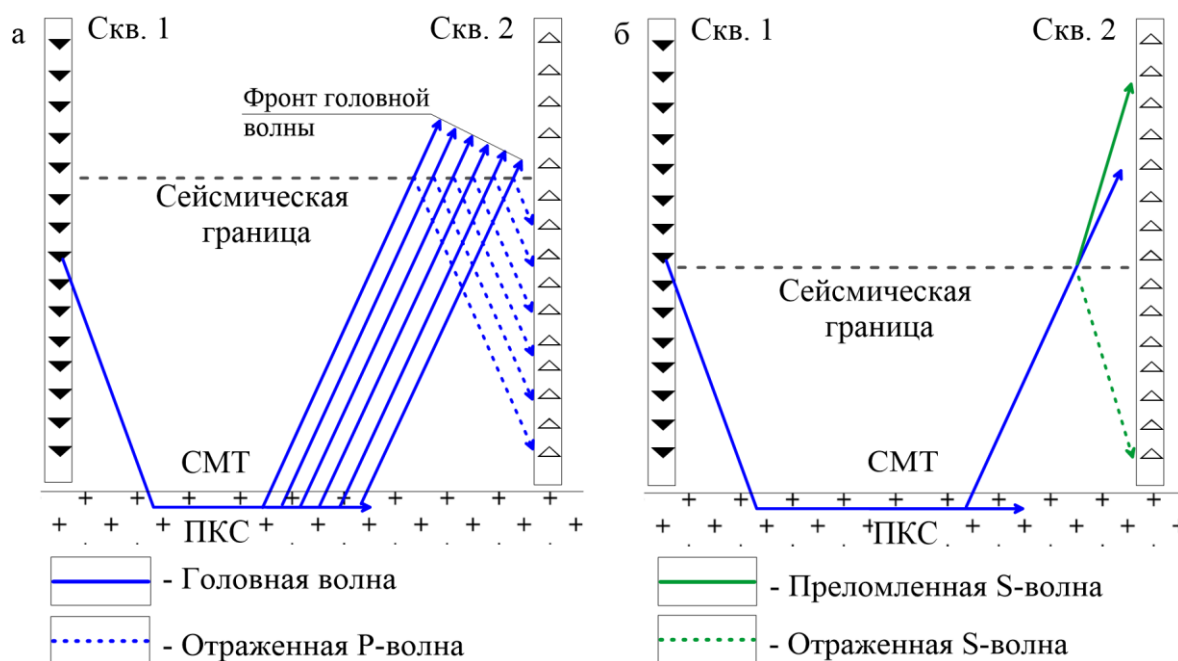 а
Скв. 1
Скв. 2
Фронт головной
волны
Сейсмическая
граница
СМТ
ПКС
- Головная волна
- Отраженная P-волна
б
Скв. 1
Скв. 2
Сейсмическая
граница
СМТ
ПКС
- Преломленная S-волна
- Отраженная S-волна